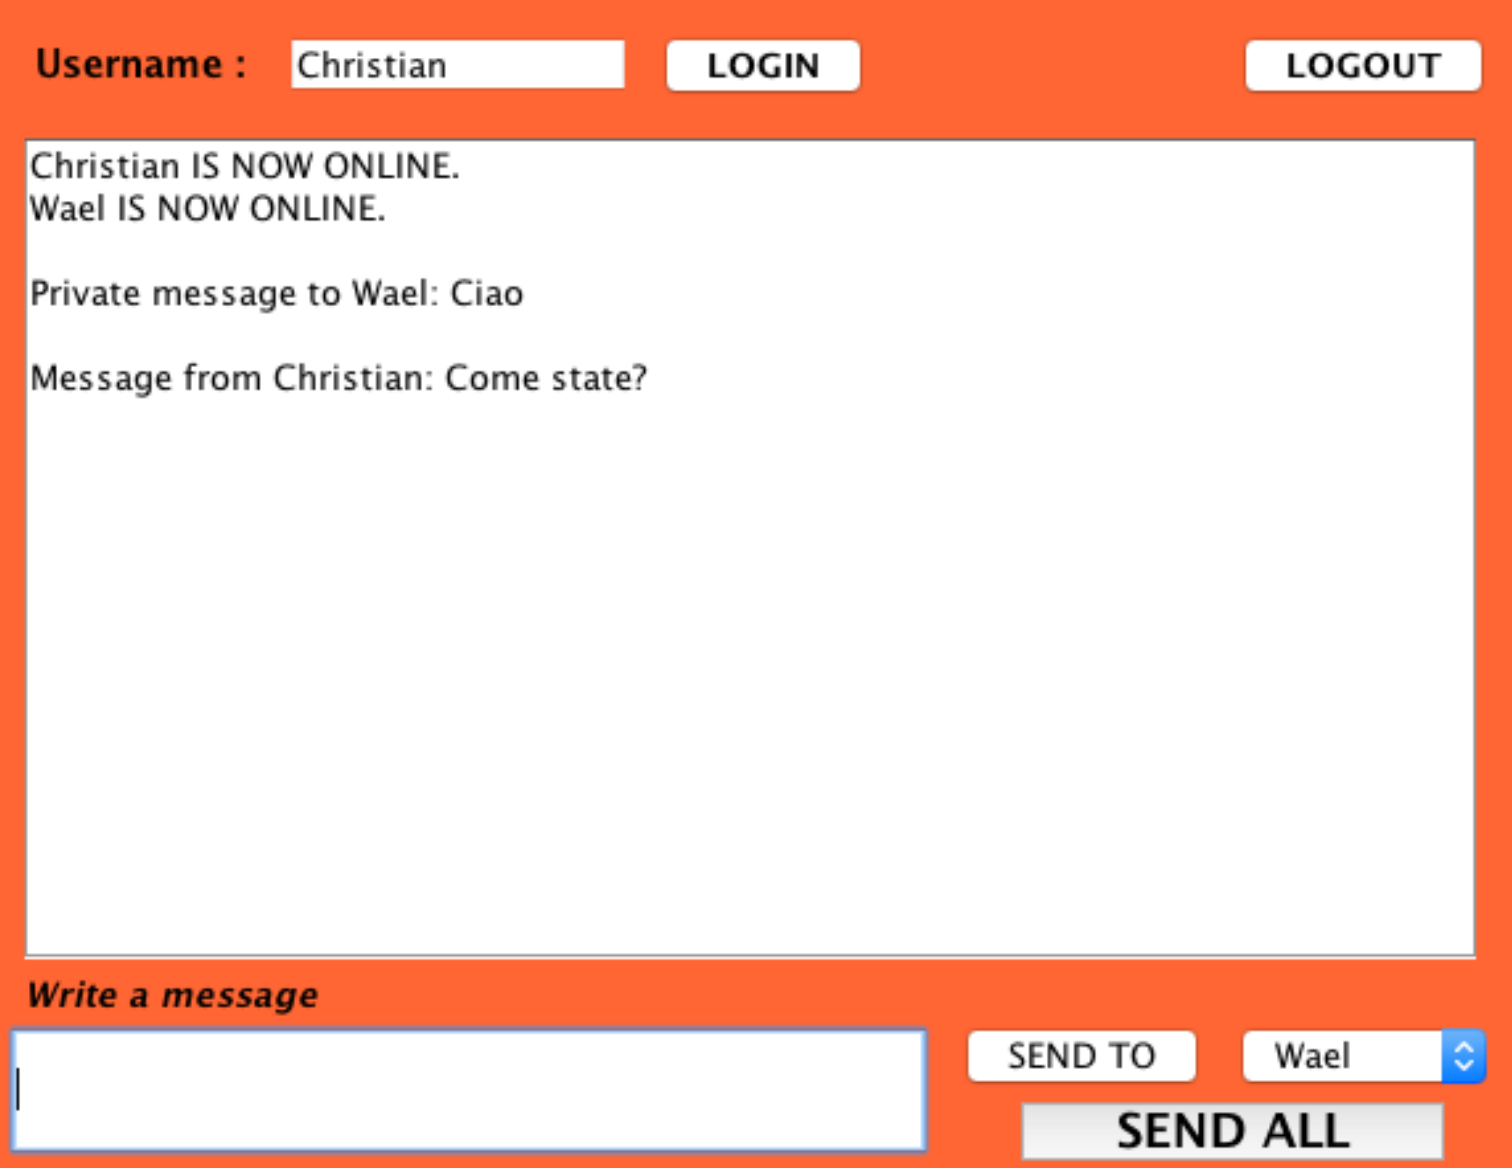 Username : Christian LOGIN LOGOUT
Christian IS NOW ONLINE.
Wael IS NOW ONLINE.
Private message to Wael: Ciao
Message from Christian: Come state?
Write a message
SEND TO Wael
SEND ALL